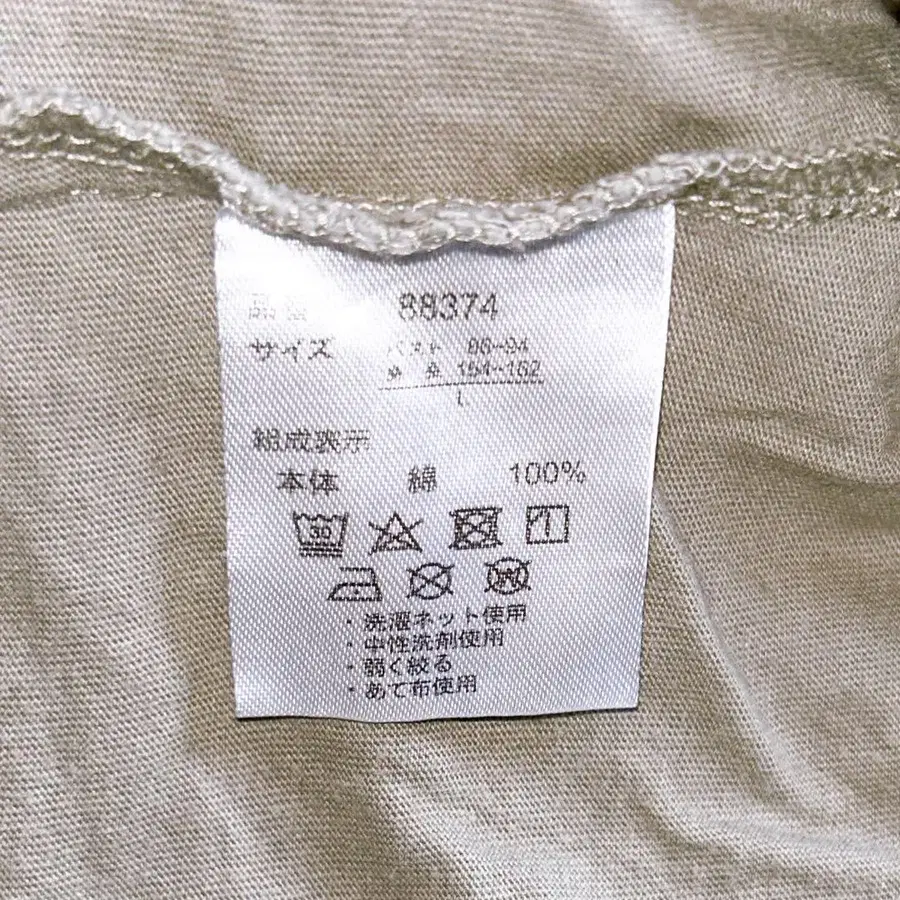 品番 88374
サイズ バスト 86-94
身長 154-162
L
組成表示
本体 綿 100%
30
・洗濯ネット使用
・中性洗剤使用
・弱く絞る
・あて布使用